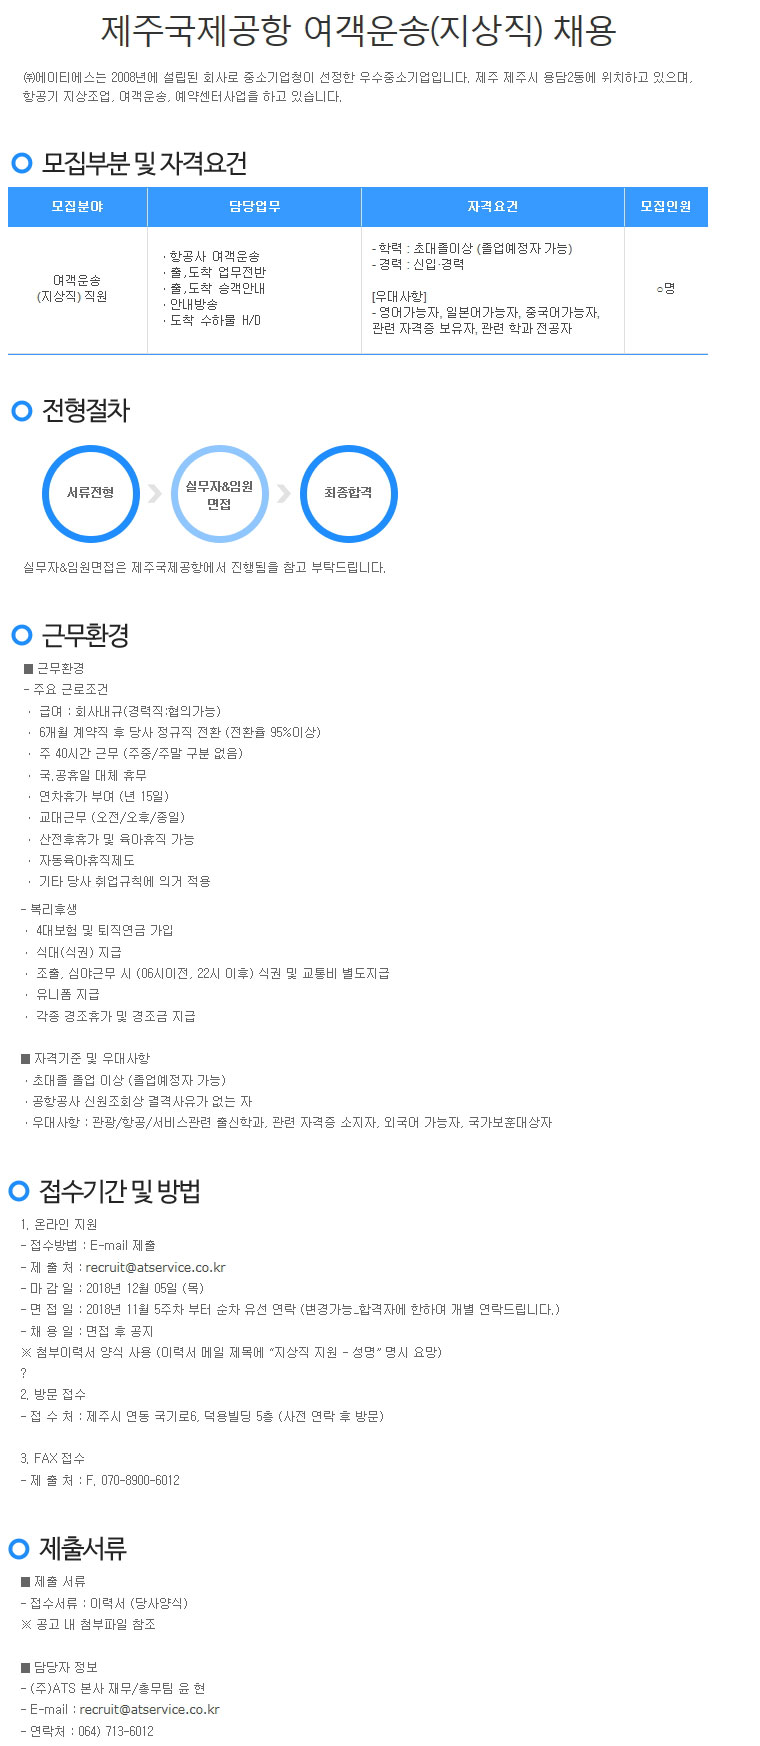 제주국제공항 여객운송(지상직) 채용
㈜에이티에스는 2008년에 설립된 회사로 중소기업청이 선정한 우수중소기업입니다. 제주 제주시 용담2동에 위치하고 있으며,
항공기 지상조업, 여객운송, 예약센터사업을 하고 있습니다.
모집부분 및 자격요건
모집분야 담당업무 자격요건 모집인원
여객운송
(지상직) 직원
· 항공사 여객운송
· 출,도착 업무전반
· 출,도착 승객안내
· 안내방송
· 도착 수하물 H/D
- 학력 : 초대졸이상 (졸업예정자 가능)
- 경력 : 신입·경력
[우대사항]
- 영어가능자, 일본어가능자, 중국어가능자,
관련 자격증 보유자, 관련 학과 전공자
○명
전형절차
서류전형
실무자&임원
면접
최종합격
실무자&임원면접은 제주국제공항에서 진행됨을 참고 부탁드립니다.
근무환경
■ 근무환경
- 주요 근로조건
· 급여 : 회사내규(경력직:협의가능)
· 6개월 계약직 후 당사 정규직 전환 (전환율 95%이상)
· 주 40시간 근무 (주중/주말 구분 없음)
· 국,공휴일 대체 휴무
· 연차휴가 부여 (년 15일)
· 교대근무 (오전/오후/종일)
· 산전후휴가 및 육아휴직 가능
· 자동육아휴직제도
· 기타 당사 취업규칙에 의거 적용
- 복리후생
· 4대보험 및 퇴직연금 가입
· 식대(식권) 지급
· 조출, 심야근무 시 (06시이전, 22시 이후) 식권 및 교통비 별도지급
· 유니폼 지급
· 각종 경조휴가 및 경조금 지급
■ 자격기준 및 우대사항
· 초대졸 졸업 이상 (졸업예정자 가능)
· 공항공사 신원조회상 결격사유가 없는 자
· 우대사항 : 관광/항공/서비스관련 출신학과, 관련 자격증 소지자, 외국어 가능자, 국가보훈대상자
접수기간 및 방법
1. 온라인 지원
- 접수방법 : E-mail 제출
- 제 출 처 : recruit@atservice.co.kr
- 마 감 일 : 2018년 12월 05일 (목)
- 면 접 일 : 2018년 11월 5주차 부터 순차 유선 연락 (변경가능_합격자에 한하여 개별 연락드립니다.)
- 채 용 일 : 면접 후 공지
※ 첨부이력서 양식 사용 (이력서 메일 제목에 “지상직 지원 - 성명” 명시 요망)
?
2. 방문 접수
- 접 수 처 : 제주시 연동 국기로6, 덕용빌딩 5층 (사전 연락 후 방문)
3. FAX 접수
- 제 출 처 : F. 070-8900-6012
제출서류
■ 제출 서류
- 접수서류 : 이력서 (당사양식)
※ 공고 내 첨부파일 참조
■ 담당자 정보
- (주)ATS 본사 재무/총무팀 윤 현
- E-mail : recruit@atservice.co.kr
- 연락처 : 064) 713-6012